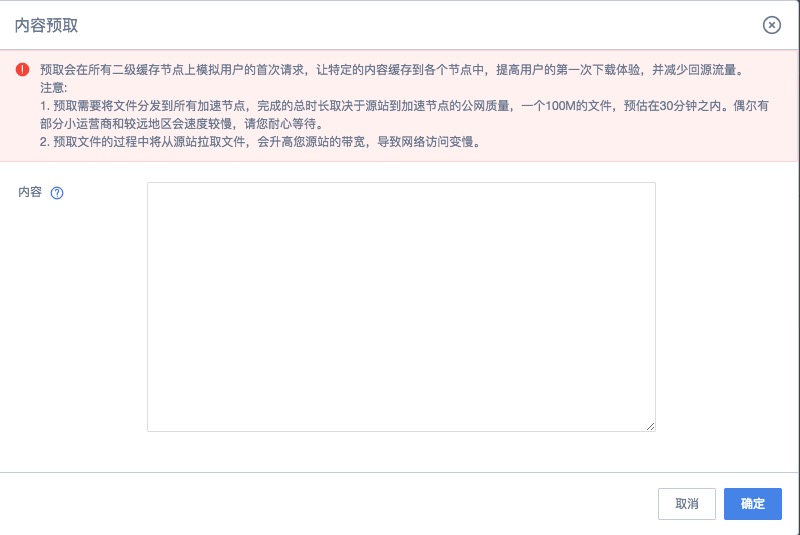 内容预取
预取会在所有二级缓存节点上模拟用户的首次请求，让特定的内容缓存到各个节点中，提高用户的第一次下载体验，并减少回源流量。
注意:
1. 预取需要将文件分发到所有加速节点，完成的总时长取决于源站到加速节点的公网质量，一个100M的文件，预估在30分钟之内。偶尔有
部分小运营商和较远地区会速度较慢，请您耐心等待。
2. 预取文件的过程中将从源站拉取文件，会升高您源站的带宽，导致网络访问变慢。
内容
取消
确定